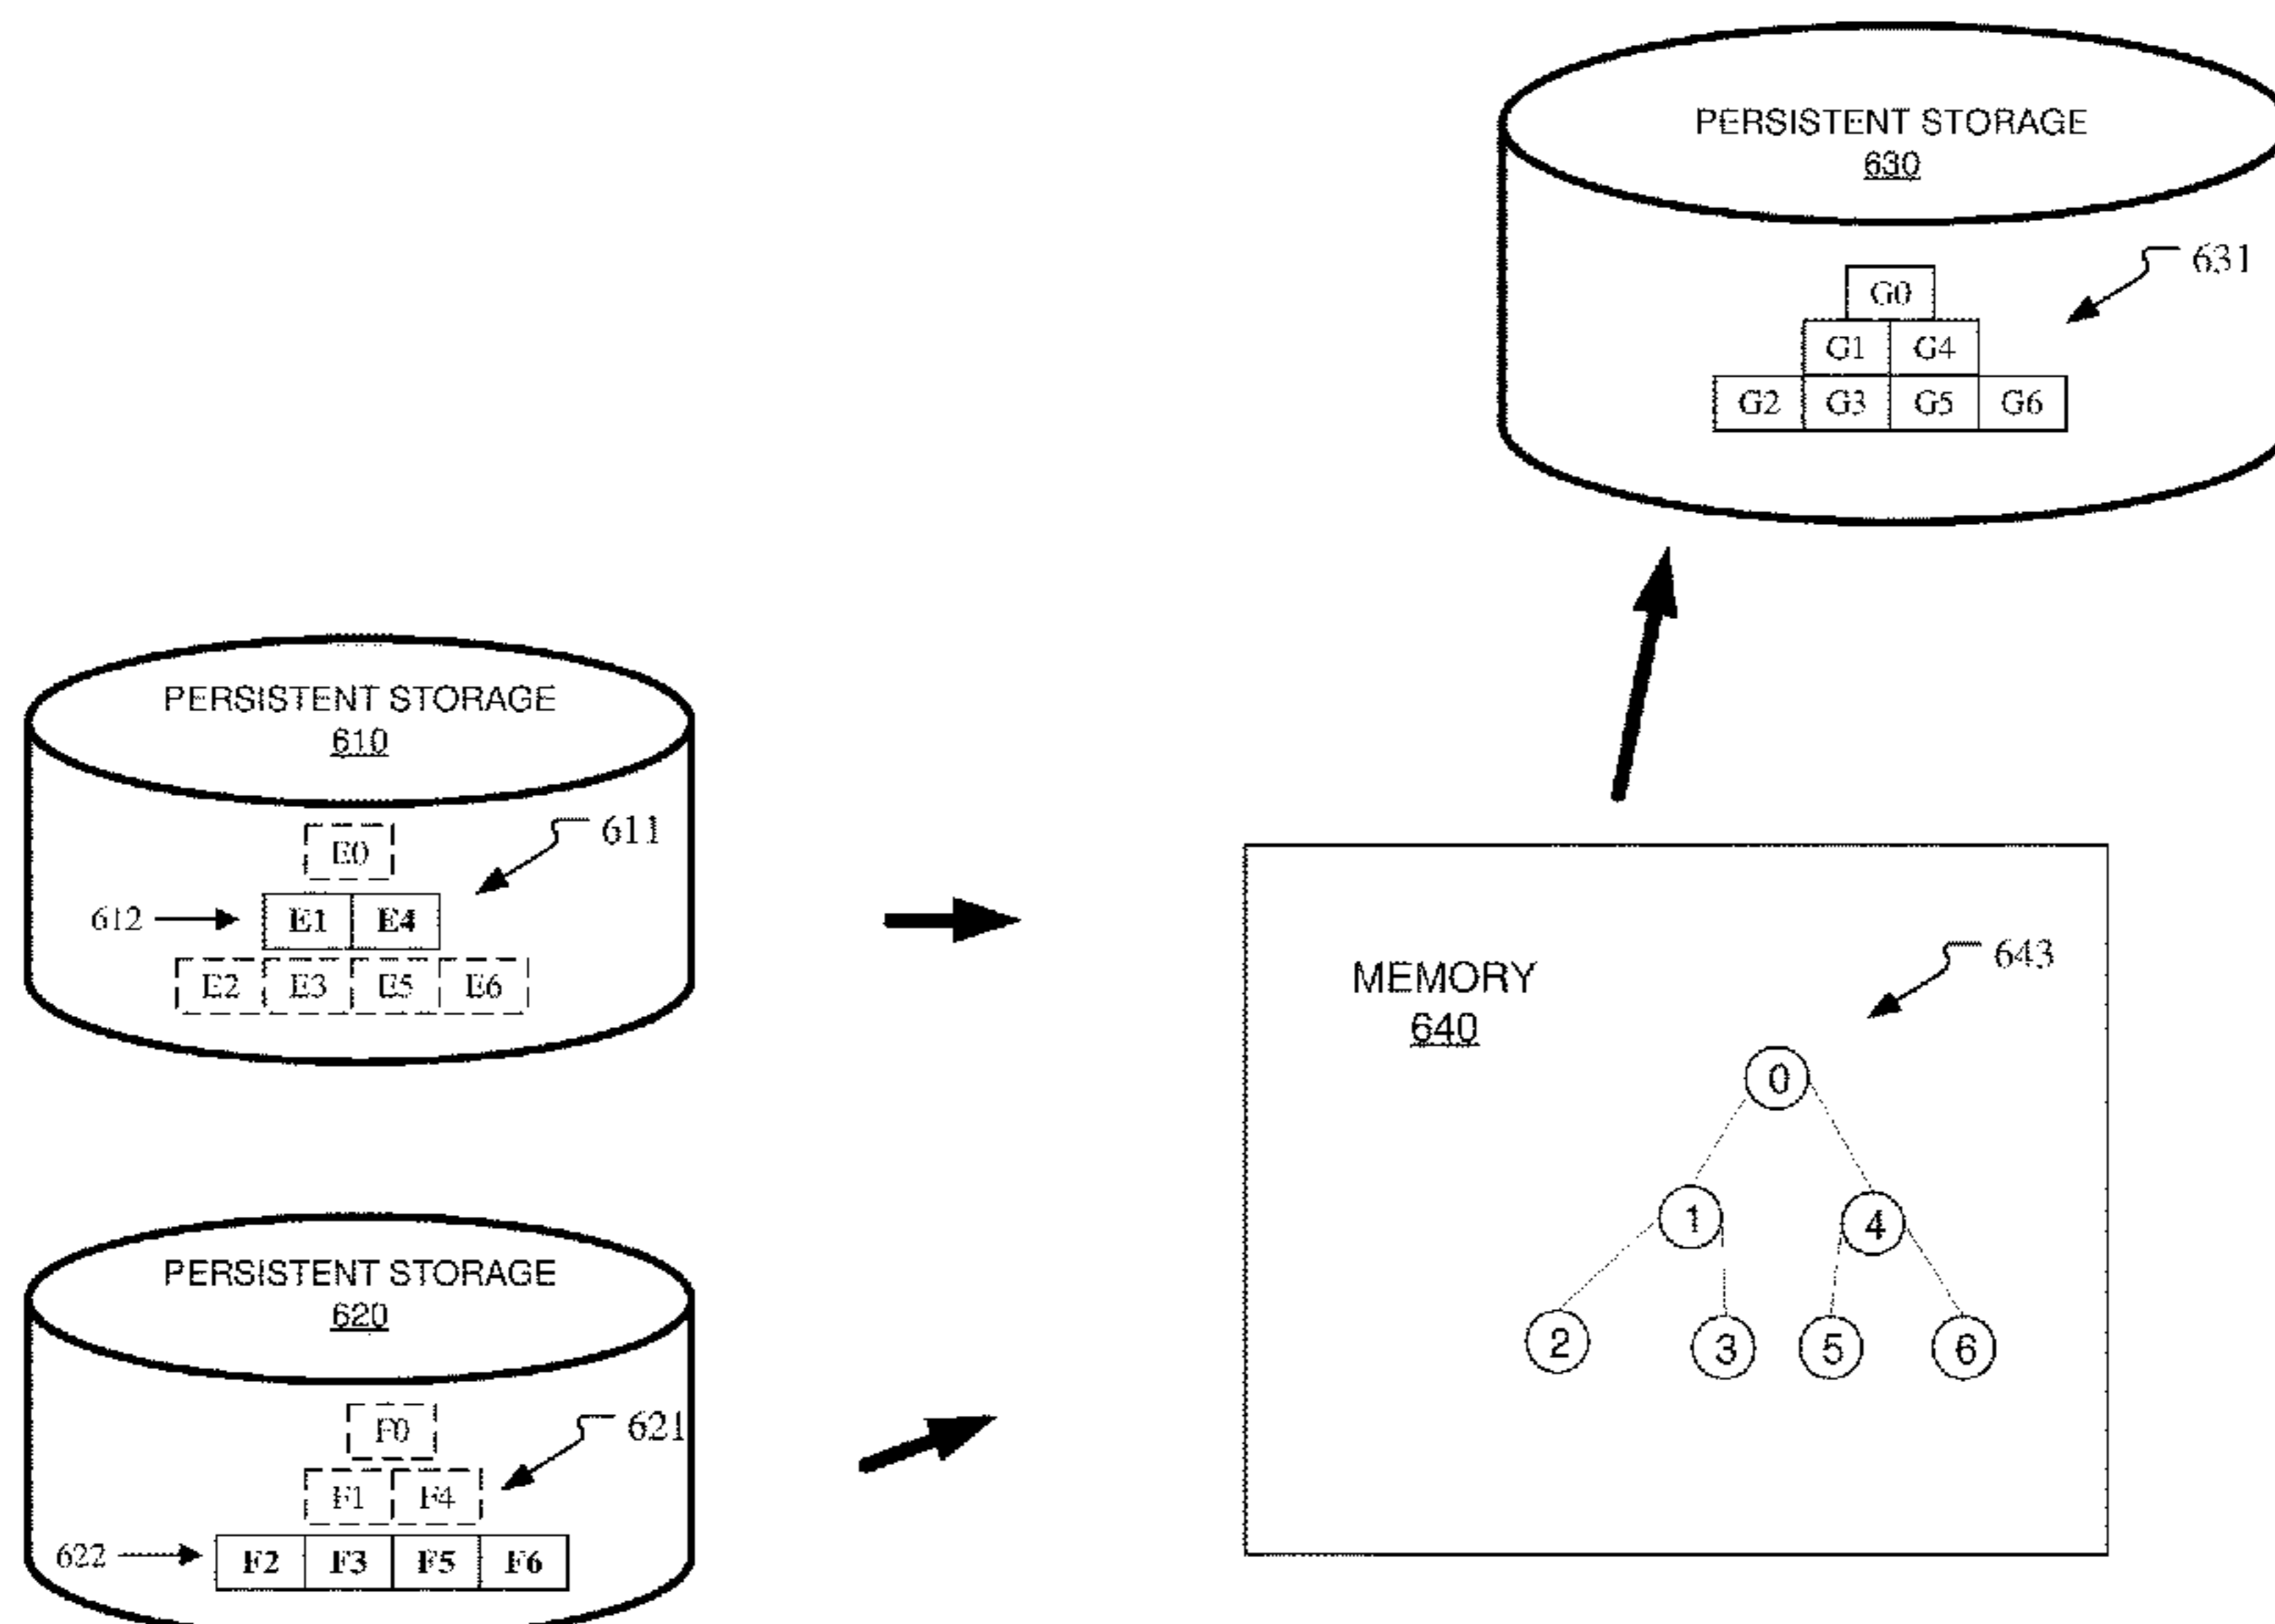 PERSISTENT STORAGE
630
631
G0
G1 G4
G2 G3 G5 G6
PERSISTENT STORAGE
610
611
E0
612 E1 E4
E2 E3 E5 E6
MEMORY
640
643
0
1 4
2 3 5 6
PERSISTENT STORAGE
620
621
F0
F1 F4
622 F2 F3 F5 F6